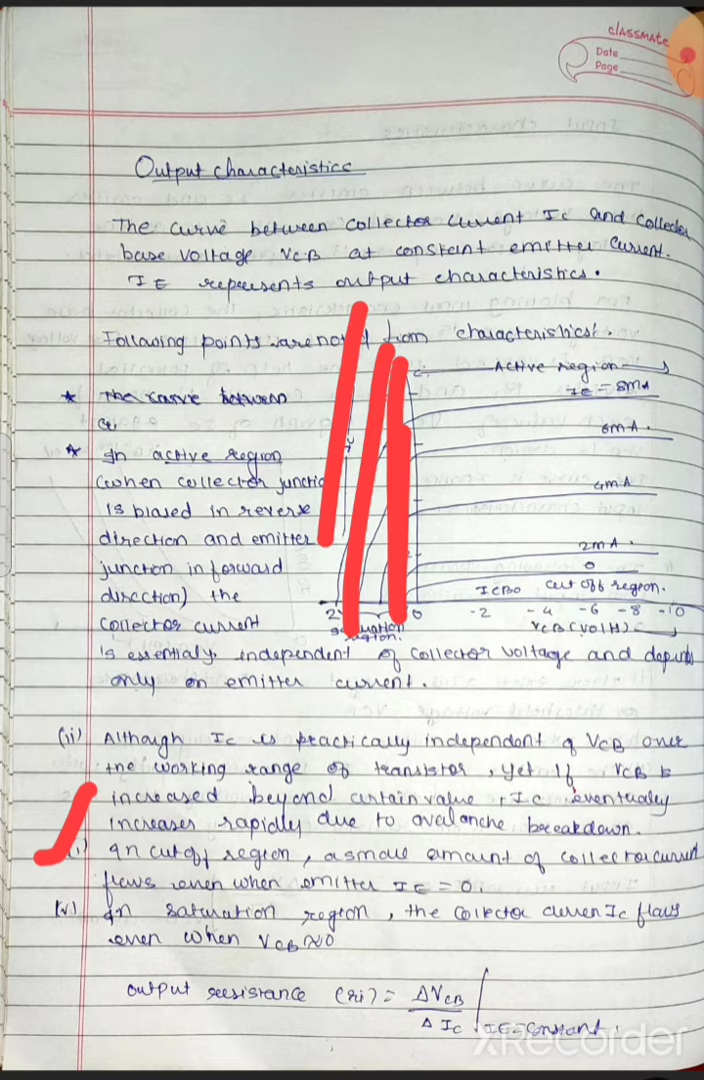 classmate
Date
Page
Output characteristics
The curve between collector current Ic and collector
base voltage VCB at constant emitter current.
IE represents output characteristics.
Following points are from characteristics.
Active region
* The curve between
IE = 8mA
6mA.
* In active region
(when collector junction
4mA
is biased in reverse
direction and emitter
2mA.
junction in forward
0
direction) the
ICBO cut off region.
collector current
2 0 -2 -4 -6 -8 -10
VCB (volt)
region.
is essentialy independent of collector voltage and depends
only on emitter current.
(ii) Although Ic is practically independent of VCB over
the working range of transistor, yet if VCB is
increased beyond certain value, Ic eventually
increases rapidly due to avalanche breakdown.
In cutoff region, a small amount of collector current
flows even when emitter IE = 0.
(v) In saturation region, the collector curren Ic flows
even when VCB ≈ 0
output resistance (ri) = ΔVCB / ΔIc | IE = constant.
XRecorder